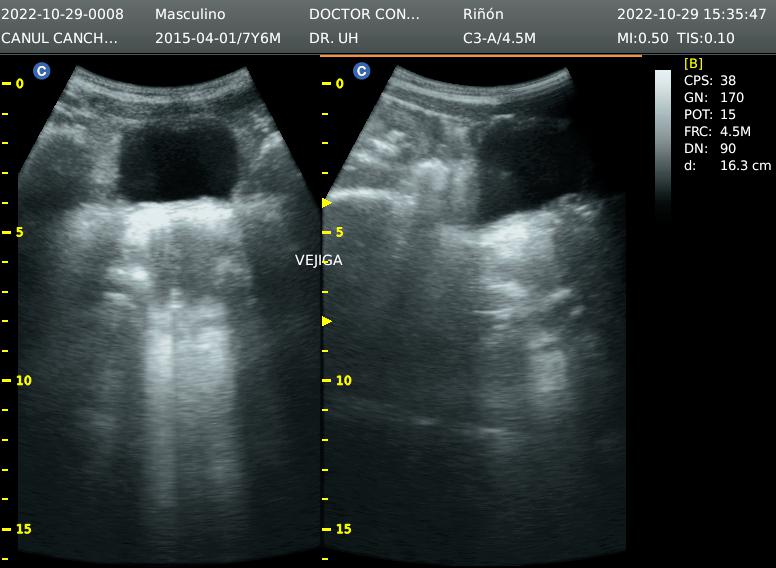 2022-10-29-0008 Masculino DOCTOR CON... Riñón 2022-10-29 15:35:47
CANUL CANCH... 2015-04-01/7Y6M DR. UH C3-A/4.5M MI:0.50 TIS:0.10
C
C
[B]
CPS: 38
GN: 170
POT: 15
FRC: 4.5M
DN: 90
d: 16.3 cm
0
0
5
5
VEJIGA
10
10
15
15